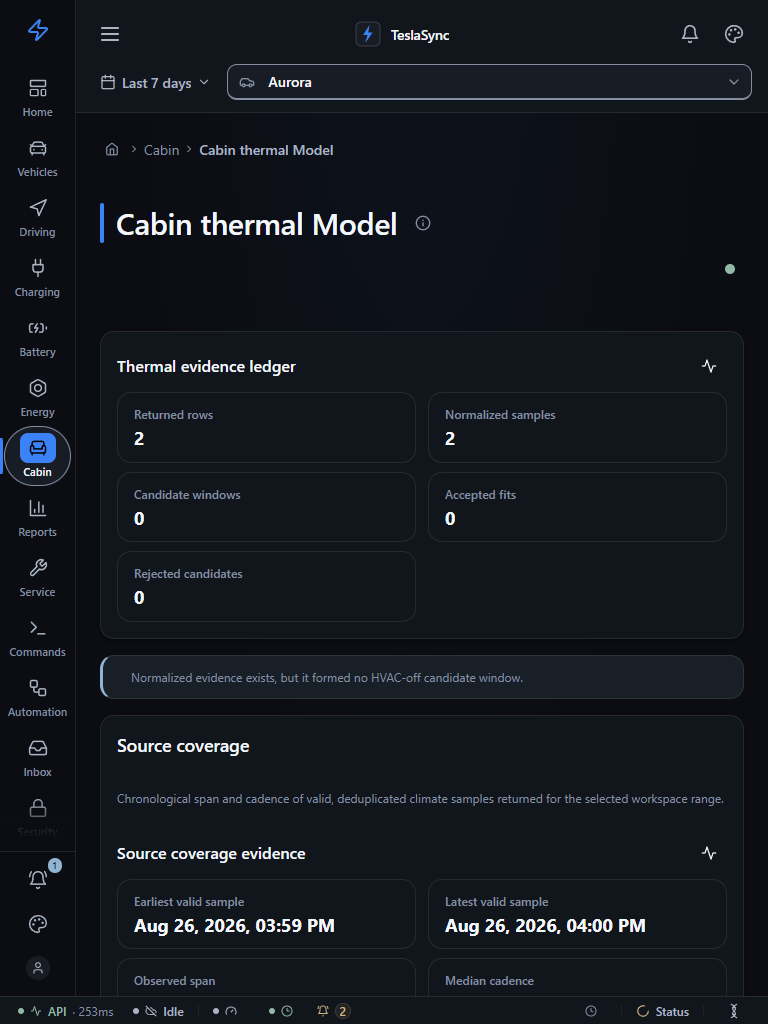 TeslaSync
Last 7 days
Aurora
Home
Vehicles
Driving
Charging
Battery
Energy
Cabin
Reports
Service
Commands
Automation
Inbox
Security
1
Cabin
Cabin thermal Model
Cabin thermal Model
Thermal evidence ledger
Returned rows
2
Normalized samples
2
Candidate windows
0
Accepted fits
0
Rejected candidates
0
Normalized evidence exists, but it formed no HVAC-off candidate window.
Source coverage
Chronological span and cadence of valid, deduplicated climate samples returned for the selected workspace range.
Source coverage evidence
Earliest valid sample
Aug 26, 2026, 03:59 PM
Latest valid sample
Aug 26, 2026, 04:00 PM
Observed span
Median cadence
API · 253ms
Idle
2
Status